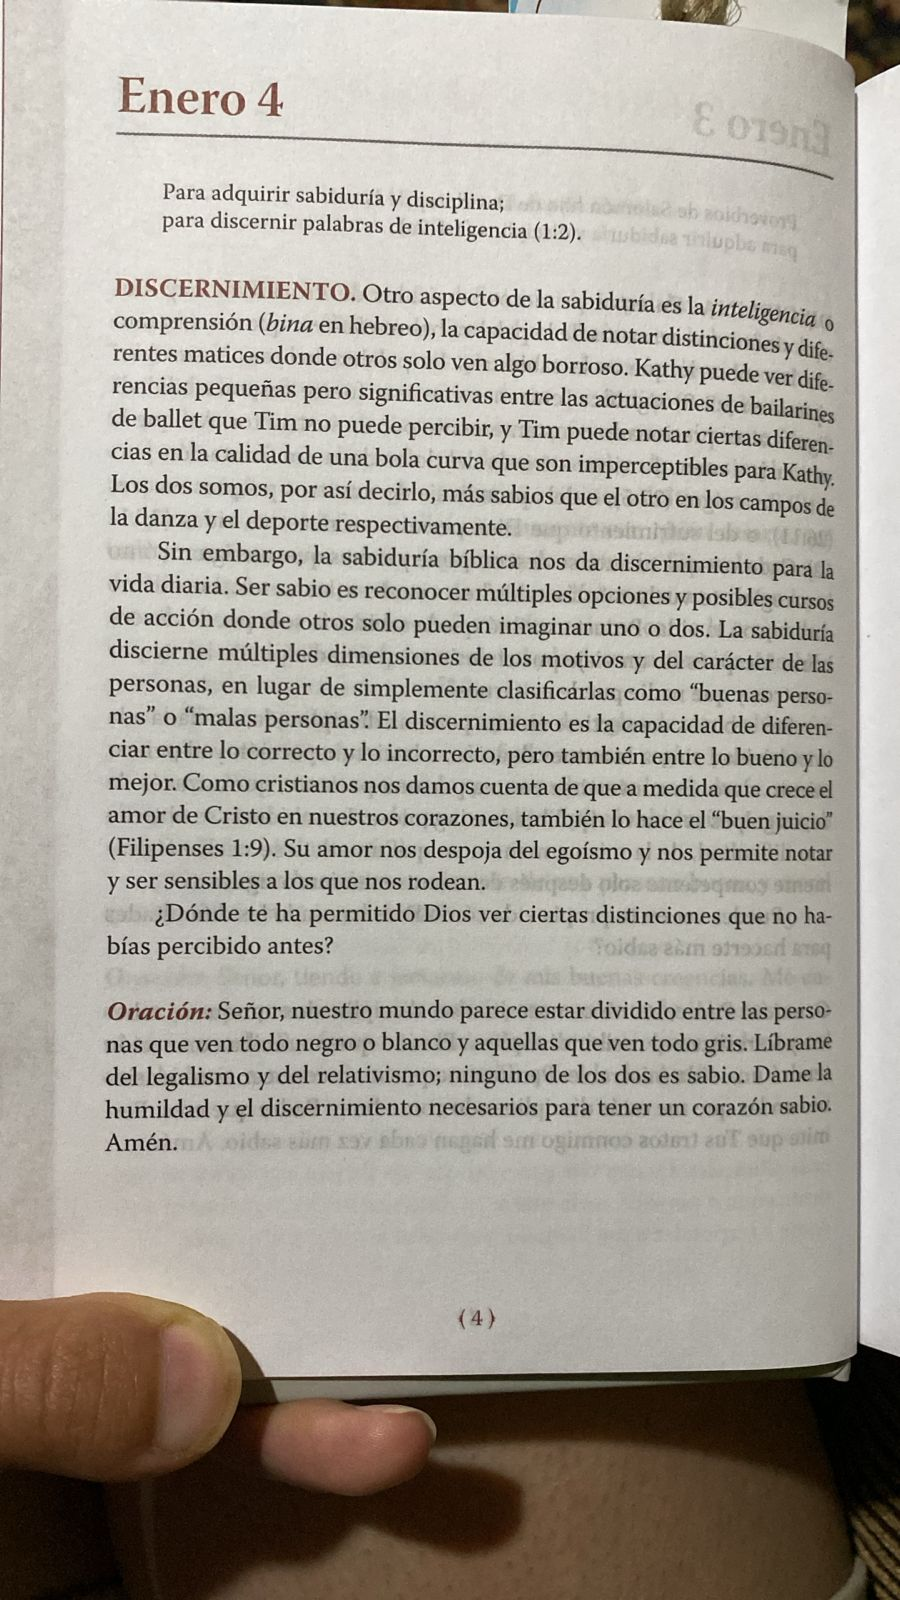 Enero 4
Para adquirir sabiduría y disciplina;
para discernir palabras de inteligencia (1:2).
DISCERNIMIENTO. Otro aspecto de la sabiduría es la inteligencia o
comprensión (bina en hebreo), la capacidad de notar distinciones y dife-
rentes matices donde otros solo ven algo borroso. Kathy puede ver dife-
rencias pequeñas pero significativas entre las actuaciones de bailarines
de ballet que Tim no puede percibir, y Tim puede notar ciertas diferen-
cias en la calidad de una bola curva que son imperceptibles para Kathy.
Los dos somos, por así decirlo, más sabios que el otro en los campos de
la danza y el deporte respectivamente.
Sin embargo, la sabiduría bíblica nos da discernimiento para la
vida diaria. Ser sabio es reconocer múltiples opciones y posibles cursos
de acción donde otros solo pueden imaginar uno o dos. La sabiduría
discierne múltiples dimensiones de los motivos y del carácter de las
personas, en lugar de simplemente clasificarlas como “buenas perso-
nas” o “malas personas”. El discernimiento es la capacidad de diferen-
ciar entre lo correcto y lo incorrecto, pero también entre lo bueno y lo
mejor. Como cristianos nos damos cuenta de que a medida que crece el
amor de Cristo en nuestros corazones, también lo hace el “buen juicio”
(Filipenses 1:9). Su amor nos despoja del egoísmo y nos permite notar
y ser sensibles a los que nos rodean.
¿Dónde te ha permitido Dios ver ciertas distinciones que no ha-
bías percibido antes?
Oración: Señor, nuestro mundo parece estar dividido entre las perso-
nas que ven todo negro o blanco y aquellas que ven todo gris. Líbrame
del legalismo y del relativismo; ninguno de los dos es sabio. Dame la
humildad y el discernimiento necesarios para tener un corazón sabio.
Amén.
(4)